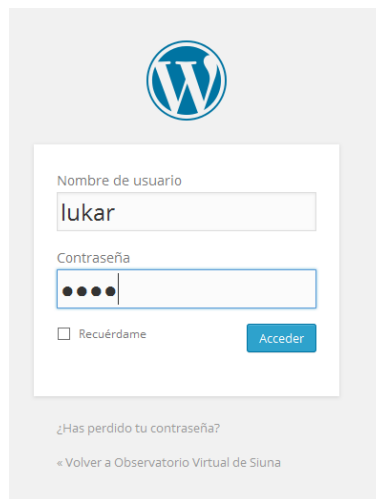 Nombre de usuario
lukar
Contraseña
●●●●
Recuérdame
Acceder
¿Has perdido tu contraseña?
« Volver a Observatorio Virtual de Siuna